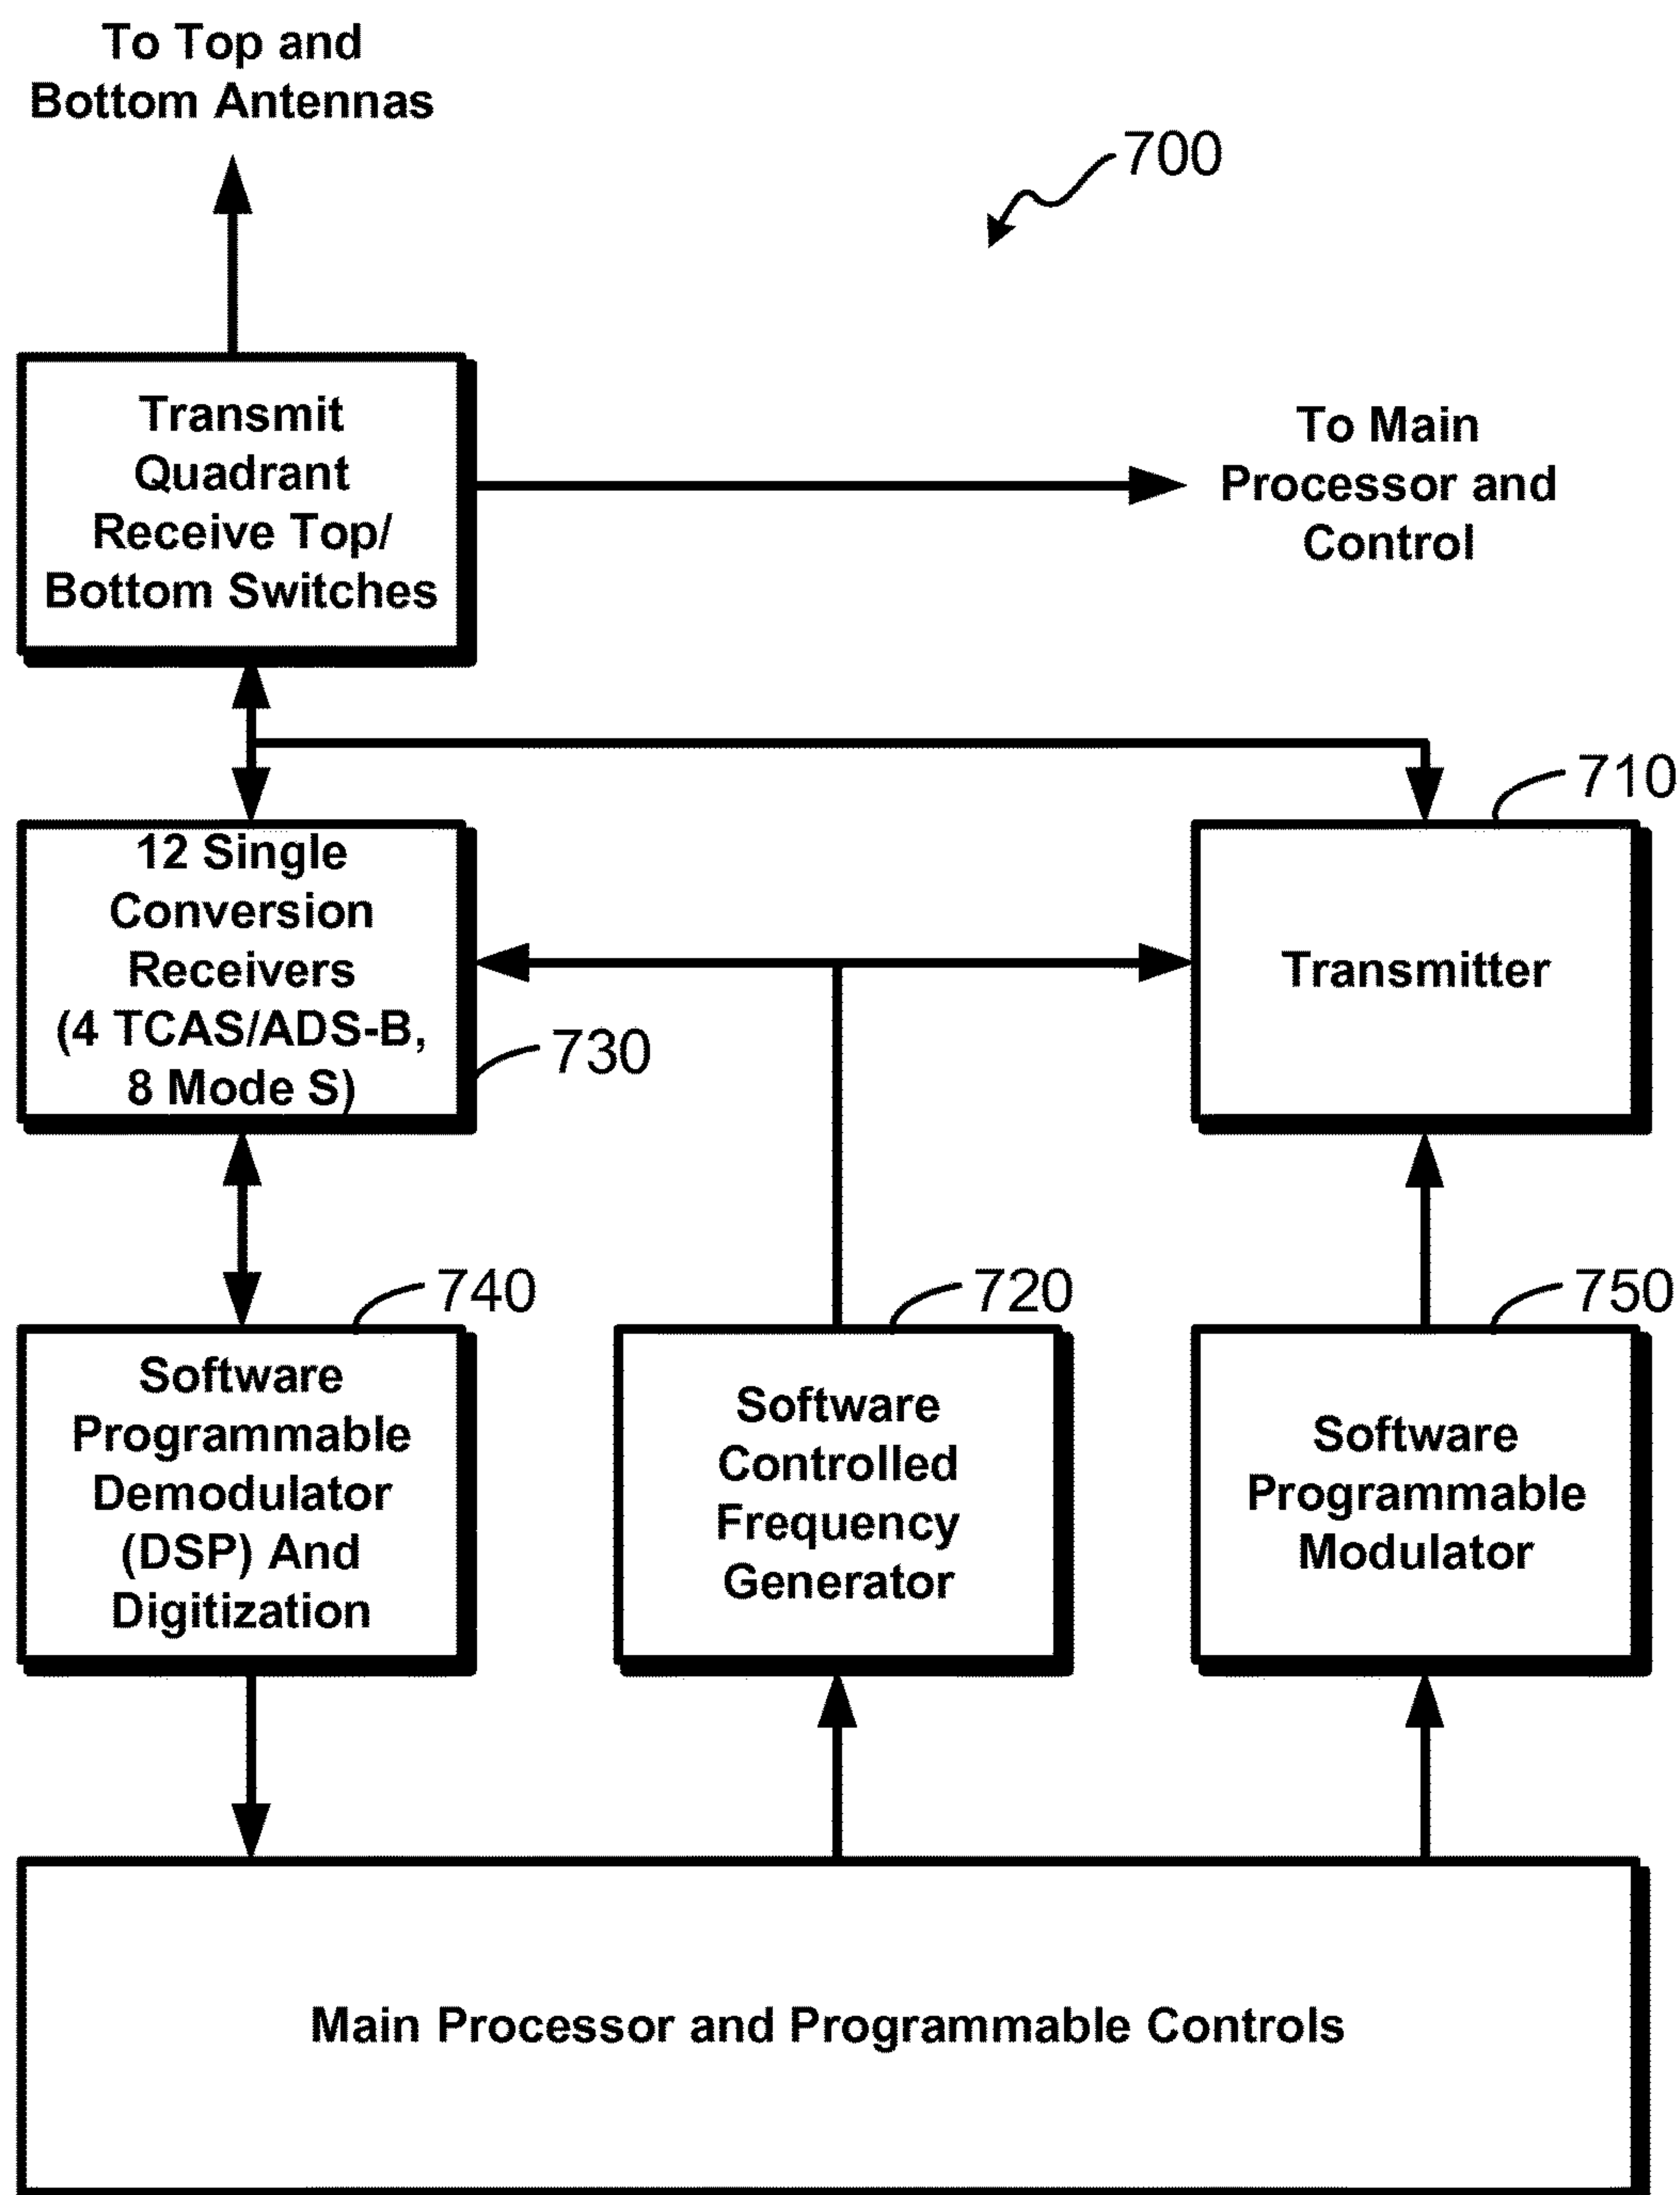 To Top and
Bottom Antennas
700
Transmit
Quadrant
Receive Top/
Bottom Switches
To Main
Processor and
Control
710
12 Single
Conversion
Receivers
(4 TCAS/ADS-B,
8 Mode S)
730
Transmitter
740
720
750
Software
Programmable
Demodulator
(DSP) And
Digitization
Software
Controlled
Frequency
Generator
Software
Programmable
Modulator
Main Processor and Programmable Controls